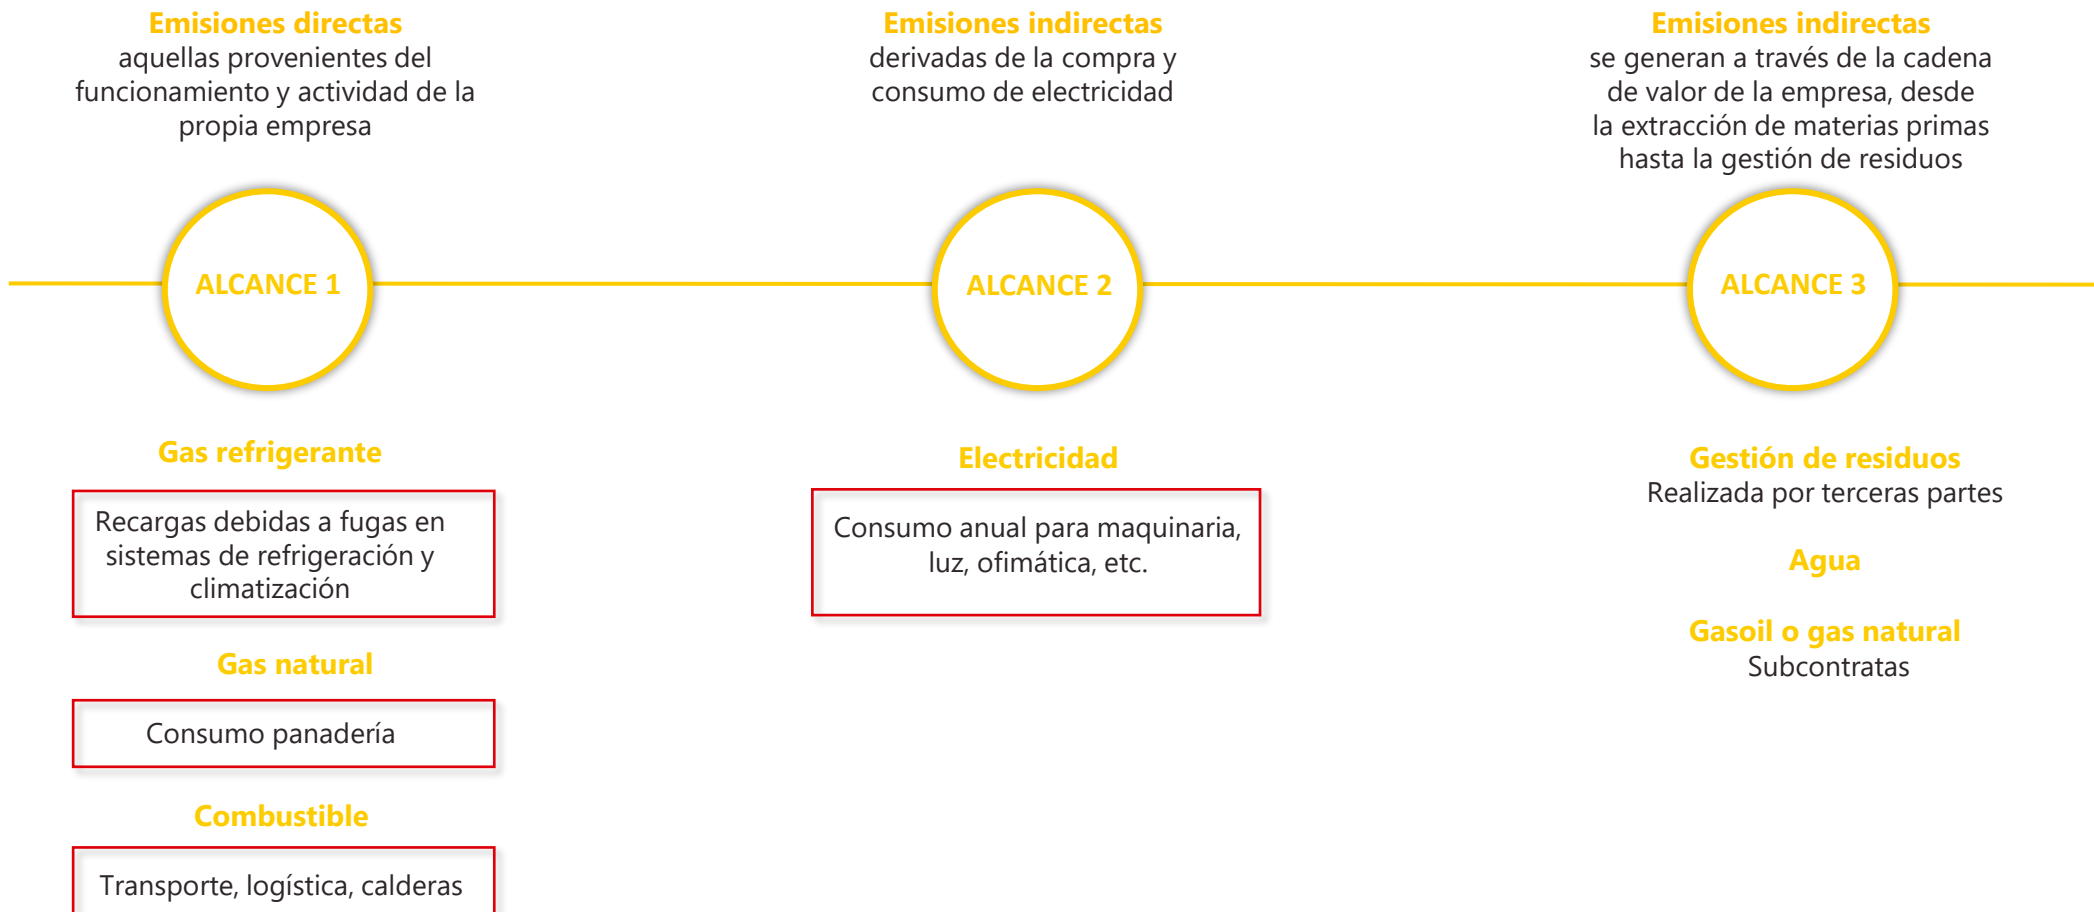 Emisiones directas
aquellas provenientes del
funcionamiento y actividad de la
propia empresa
ALCANCE 1
Gas refrigerante
Recargas debidas a fugas en
sistemas de refrigeración y
climatización
Gas natural
Consumo panadería
Combustible
Transporte, logística, calderas
Emisiones indirectas
derivadas de la compra y
consumo de electricidad
ALCANCE 2
Electricidad
Consumo anual para maquinaria,
luz, ofimática, etc.
Emisiones indirectas
se generan a través de la cadena
de valor de la empresa, desde
la extracción de materias primas
hasta la gestión de residuos
ALCANCE 3
Gestión de residuos
Realizada por terceras partes
Agua
Gasoil o gas natural
Subcontratas